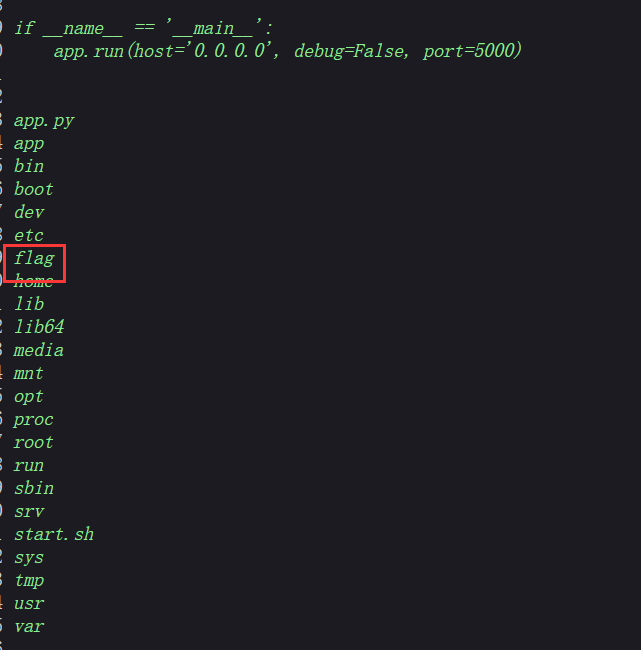 if __name__ == '__main__':
    app.run(host='0.0.0.0', debug=False, port=5000)
app.py
app
bin
boot
dev
etc
flag
home
lib
lib64
media
mnt
opt
proc
root
run
sbin
srv
start.sh
sys
tmp
usr
var